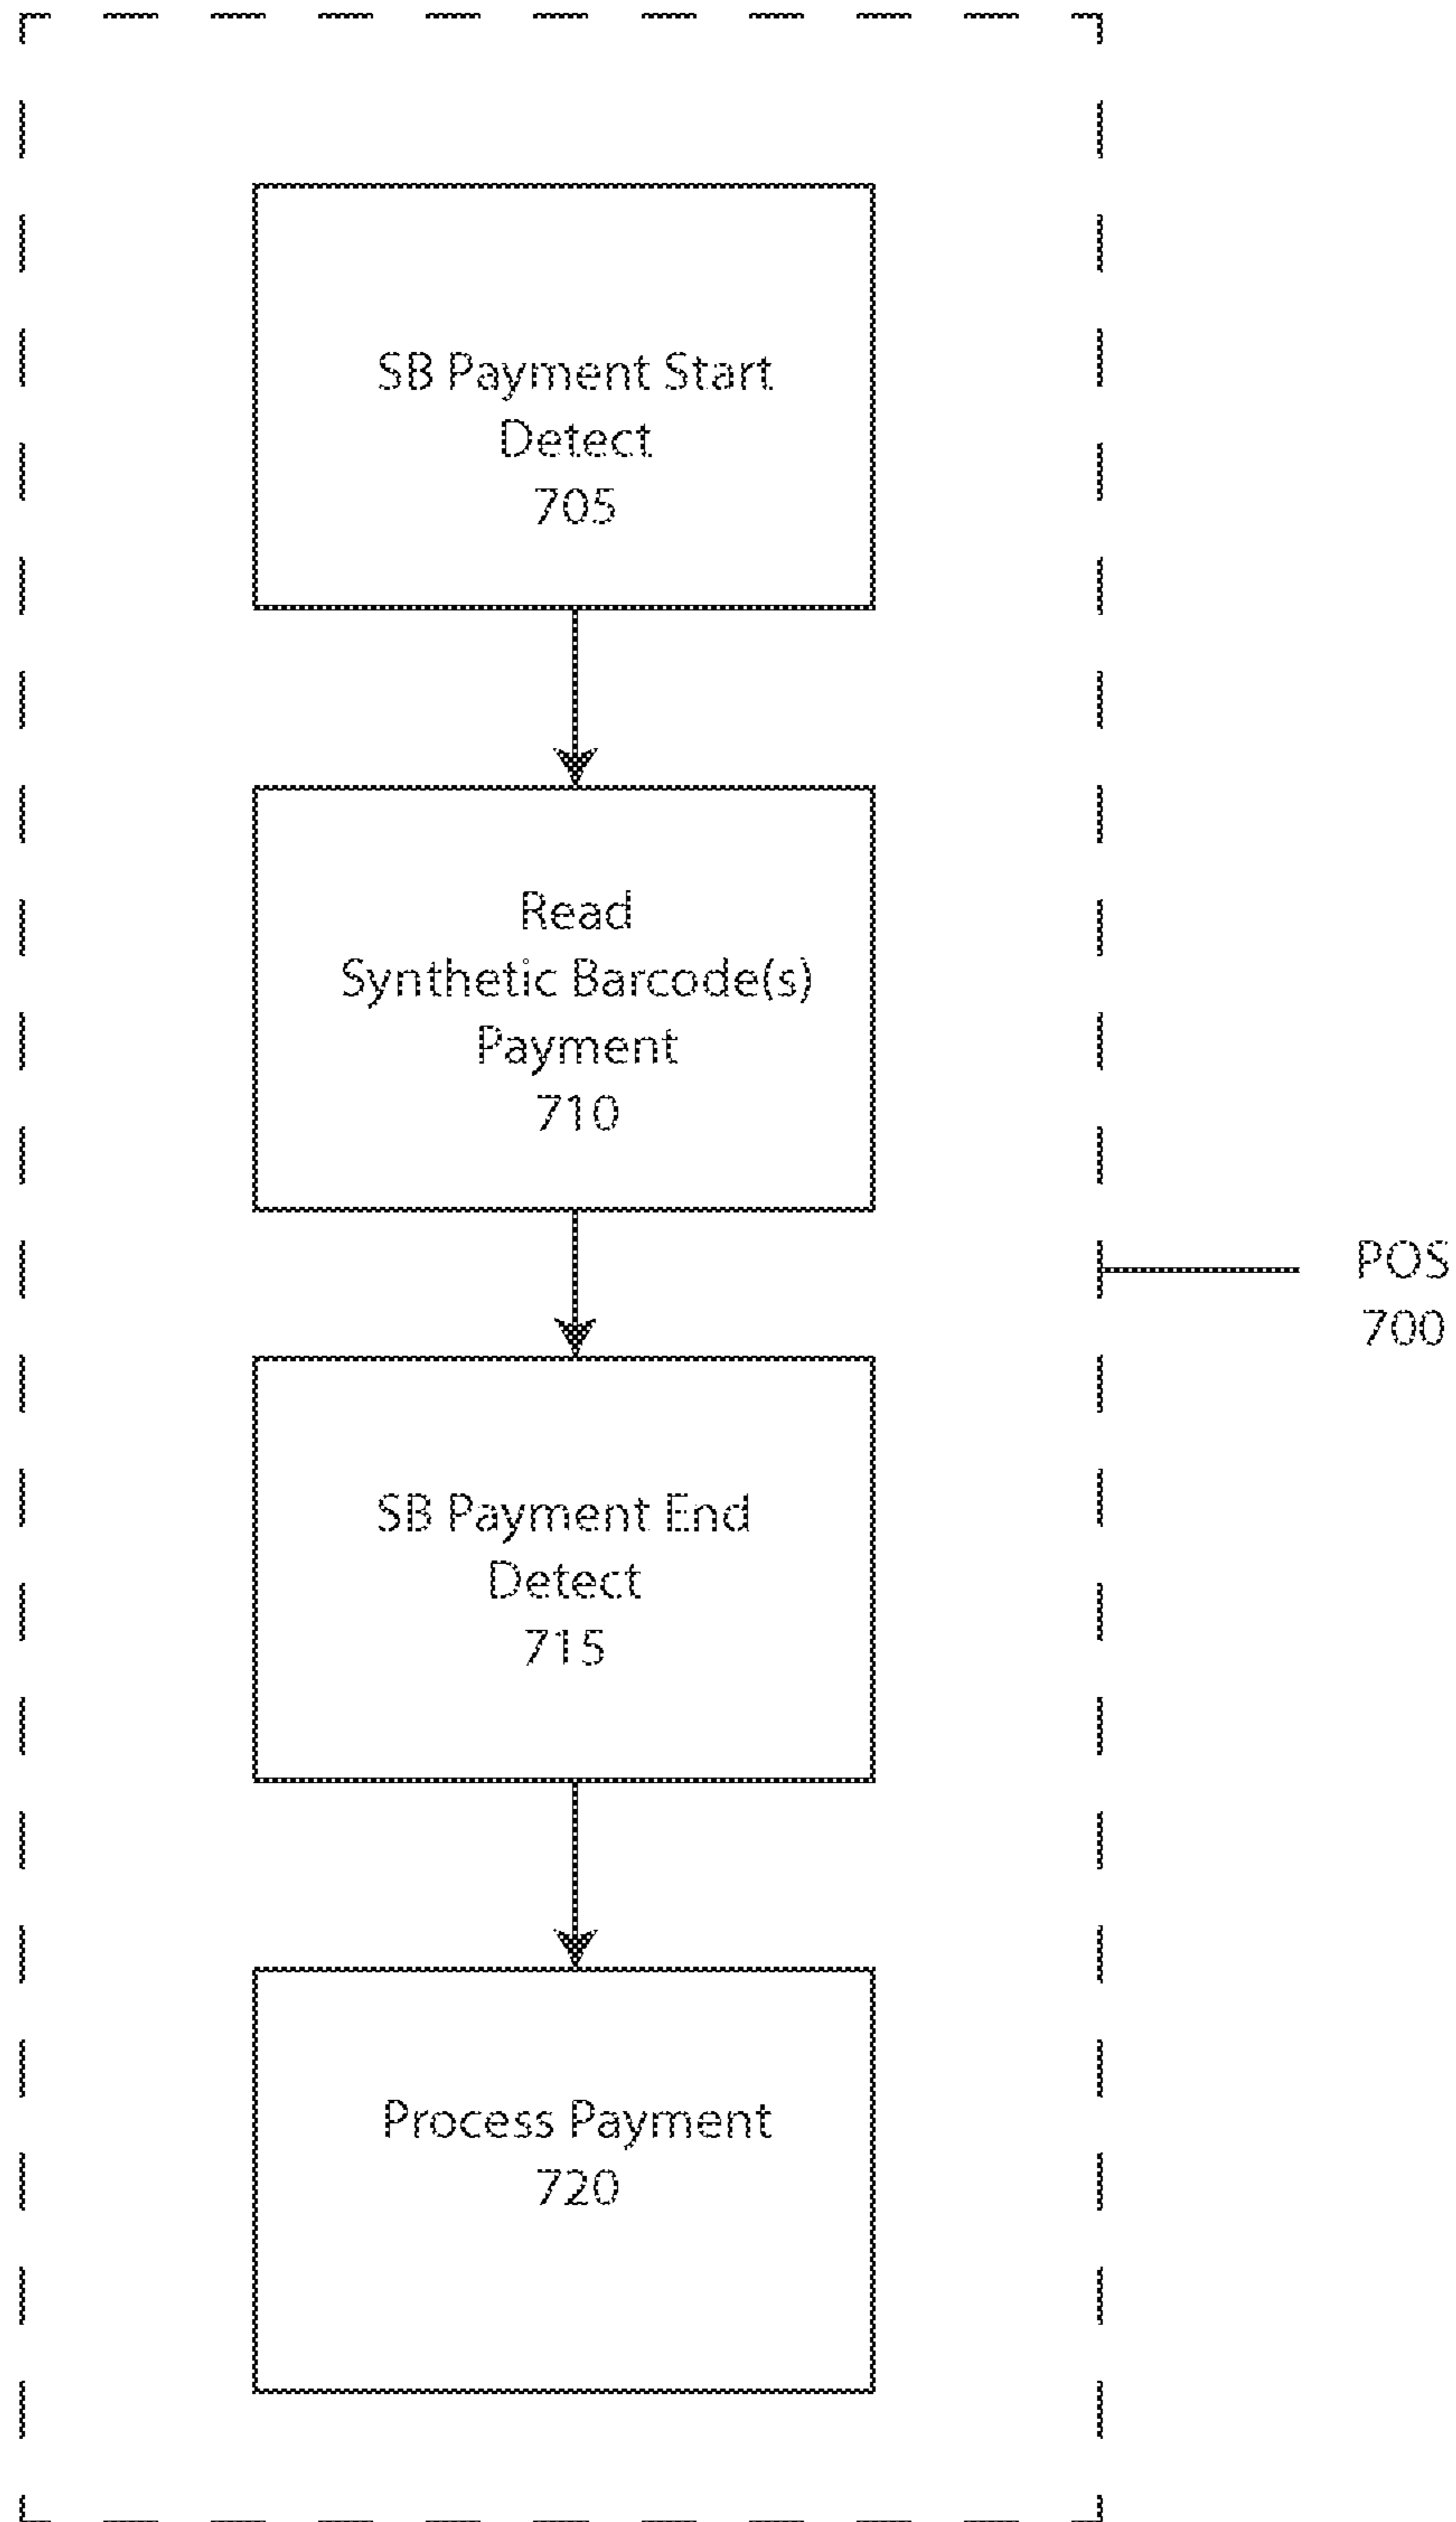 SB Payment Start
Detect
705
Read
Synthetic Barcode(s)
Payment
710
POS
700
SB Payment End
Detect
715
Process Payment
720